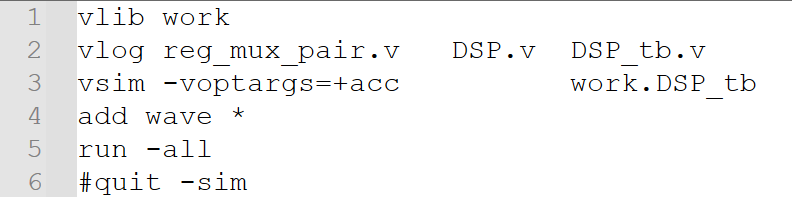 1 vlib work
2 vlog reg_mux_pair.v DSP.v DSP_tb.v
3 vsim -voptargs=+acc work.DSP_tb
4 add wave *
5 run -all
6 #quit -sim